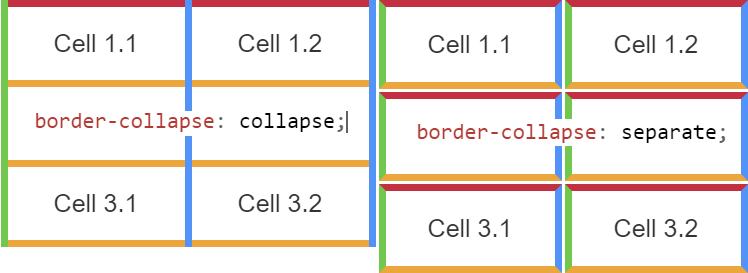 Cell 1.1 Cell 1.2
border-collapse: collapse;
Cell 3.1 Cell 3.2
Cell 1.1 Cell 1.2
border-collapse: separate;
Cell 3.1 Cell 3.2